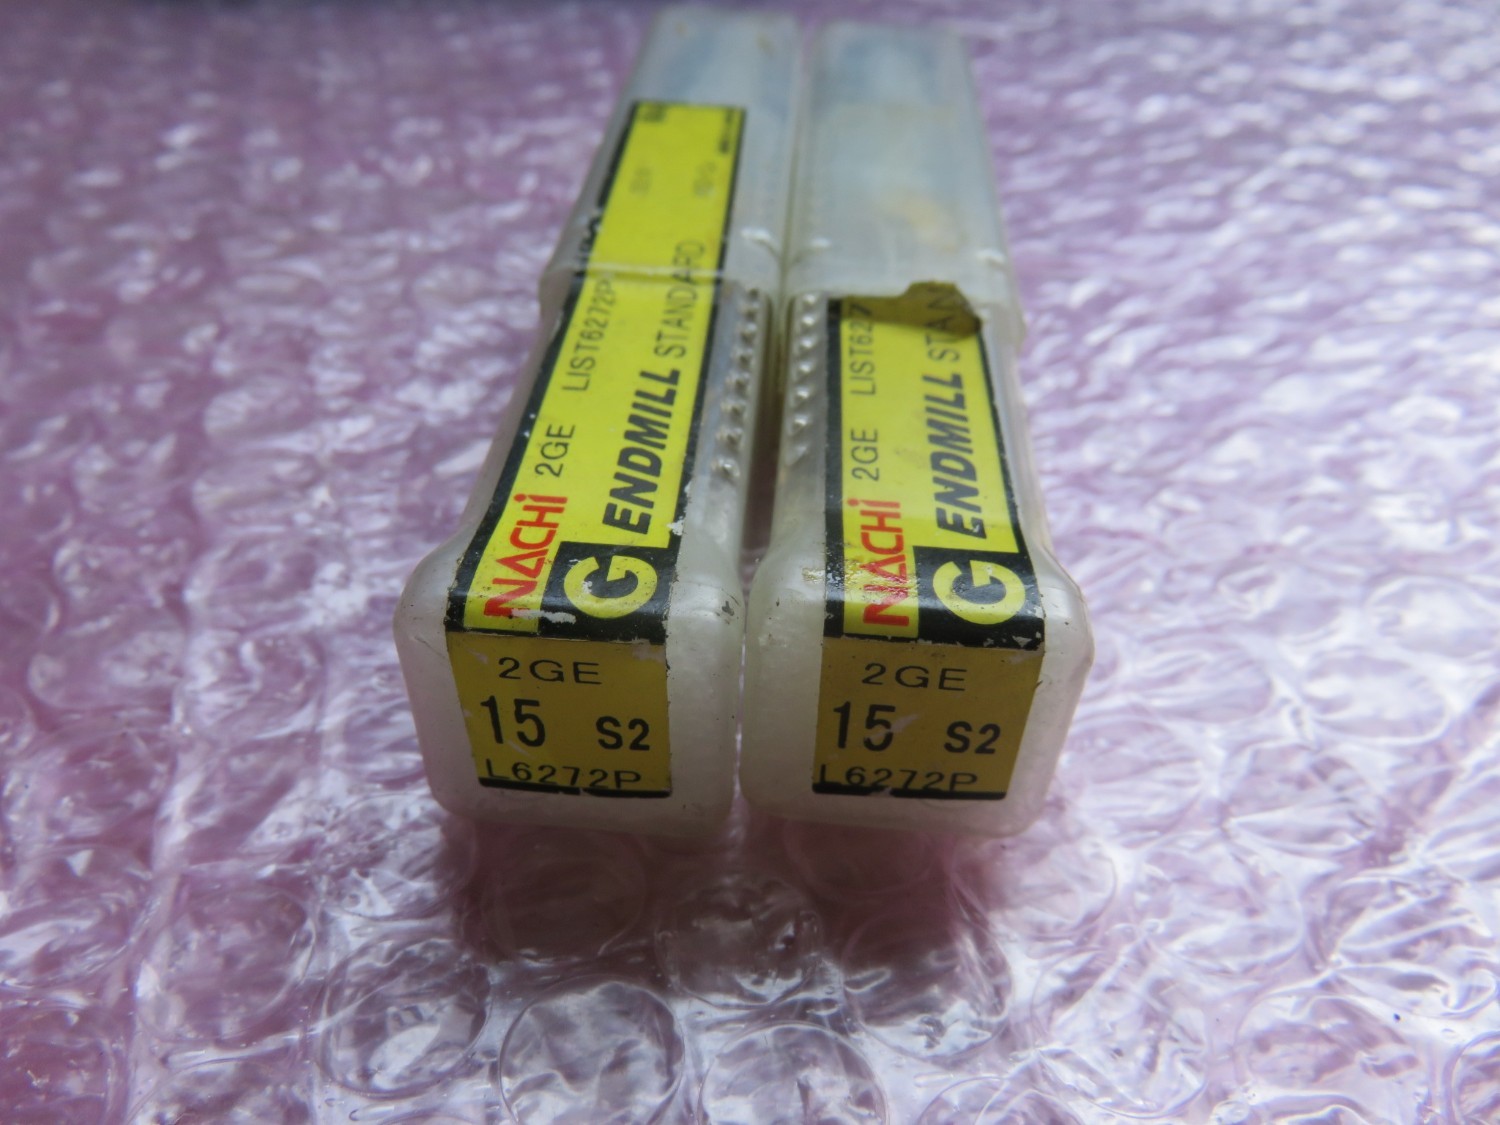 NACHi 2GE LIST6272P
G ENDMILL STANDARD
2GE
15 S2
L6272P
NACHi 2GE LIST627
G ENDMILL STAN
2GE
15 S2
L6272P